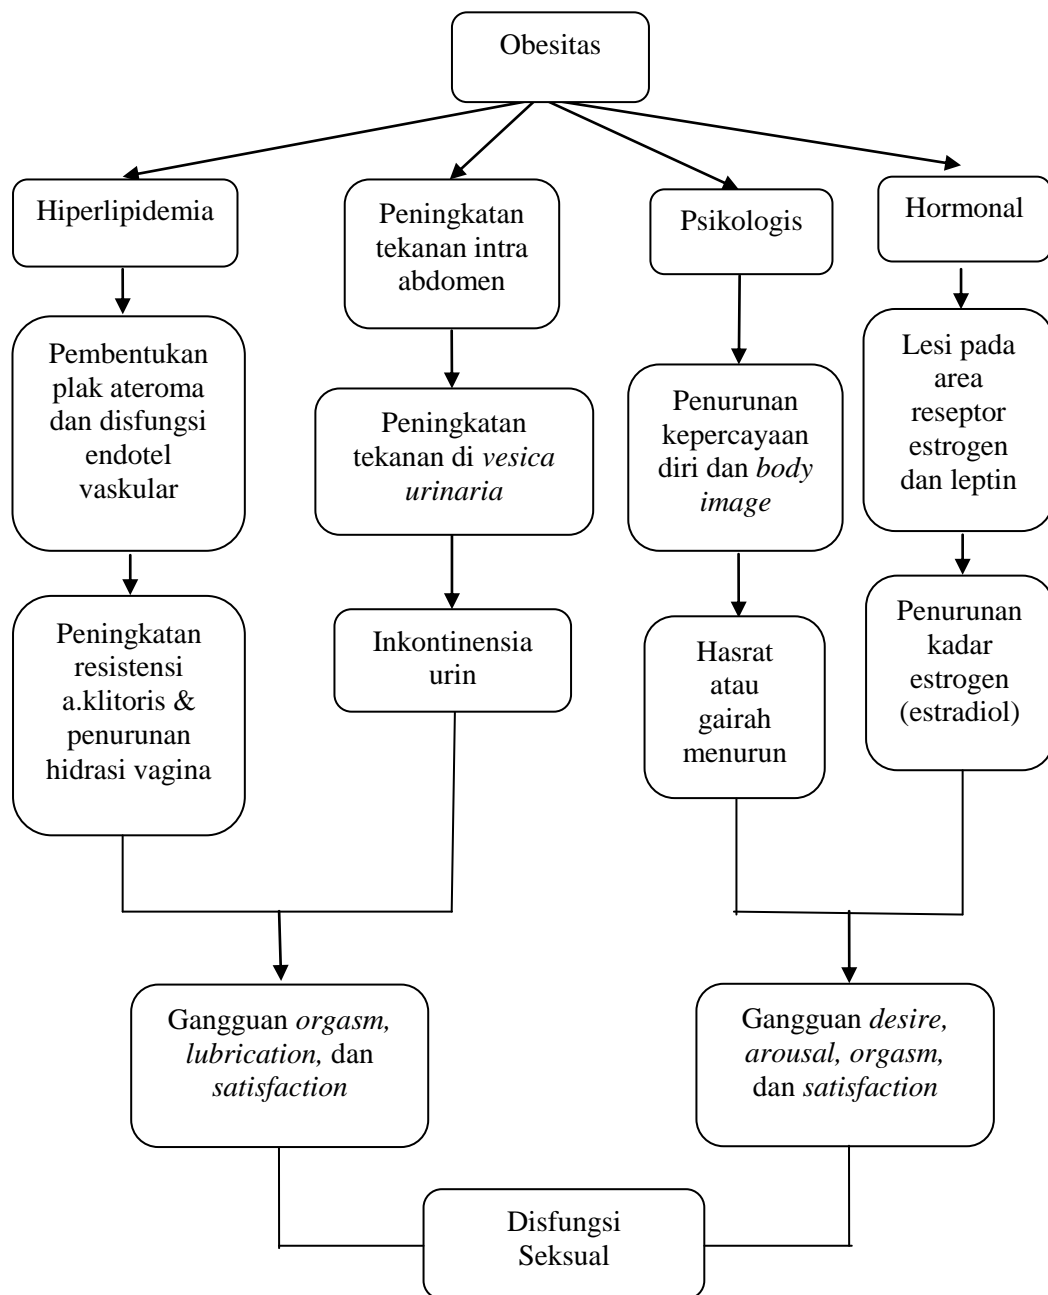 Obesitas
Hiperlipidemia
Peningkatan
tekanan intra
abdomen
Psikologis
Hormonal
Pembentukan
plak ateroma
dan disfungsi
endotel
vaskular
Peningkatan
tekanan di vesica
urinaria
Penurunan
kepercayaan
diri dan body
image
Lesi pada
area
reseptor
estrogen
dan leptin
Peningkatan
resistensi
a.klitoris &
penurunan
hidrasi vagina
Inkontinensia
urin
Hasrat
atau
gairah
menurun
Penurunan
kadar
estrogen
(estradiol)
Gangguan orgasm,
lubrication, dan
satisfaction
Gangguan desire,
arousal, orgasm,
dan satisfaction
Disfungsi
Seksual